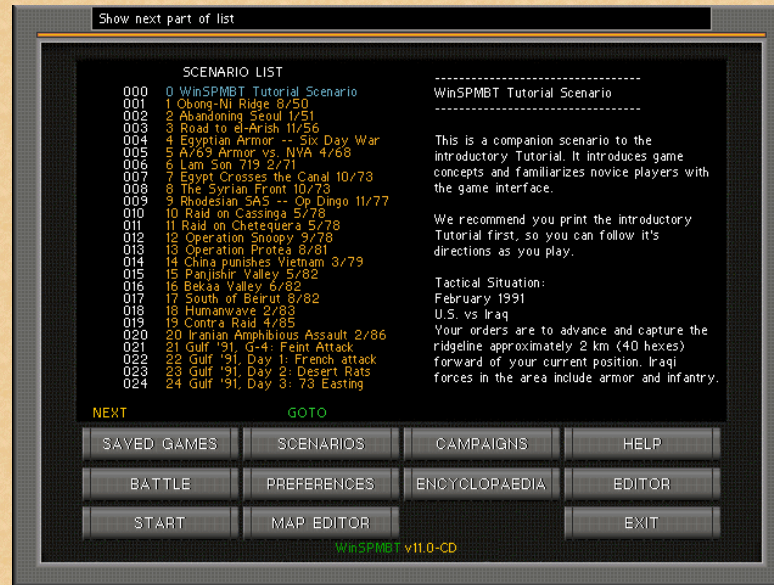 Show next part of list
SCENARIO LIST
000 0 WinSPMBT Tutorial Scenario
001 1 Obong-Ni Ridge 8/50
002 2 Abandoning Seoul 1/51
003 3 Road to el-Arish 11/56
004 4 Egyptian Armor -- Six Day War
005 5 A/69 Armor vs. NVA 4/68
006 6 Lam Son 719 2/71
007 7 Egypt Crosses the Canal 10/73
008 8 The Syrian Front 10/73
009 9 Rhodesian SAS -- Op Dingo 11/77
010 10 Raid on Cassinga 5/78
011 11 Raid on Chetequera 5/78
012 12 Operation Snoopy 9/78
013 13 Operation Protea 8/81
014 14 China punishes Vietnam 3/79
015 15 Panjishir Valley 5/82
016 16 Bekaa Valley 6/82
017 17 South of Beirut 8/82
018 18 Humanwave 2/83
019 19 Contra Raid 4/85
020 20 Iranian Amphibious Assault 2/86
021 21 Gulf '91, G-4: Feint Attack
022 22 Gulf '91, Day 1: French attack
023 23 Gulf '91, Day 2: Desert Rats
024 24 Gulf '91, Day 3: 73 Easting
NEXT GOTO
--------------------------------
WinSPMBT Tutorial Scenario
--------------------------------
This is a companion scenario to the
introductory Tutorial. It introduces game
concepts and familiarizes novice players with
the game interface.
We recommend you print the introductory
Tutorial first, so you can follow it's
directions as you play.
Tactical Situation:
February 1991
U.S. vs Iraq
Your orders are to advance and capture the
ridgeline approximately 2 km (40 hexes)
forward of your current position. Iraqi
forces in the area include armor and infantry.
SAVED GAMES SCENARIOS CAMPAIGNS HELP
BATTLE PREFERENCES ENCYCLOPAEDIA EDITOR
START MAP EDITOR EXIT
WinSPMBT v11.0-CD